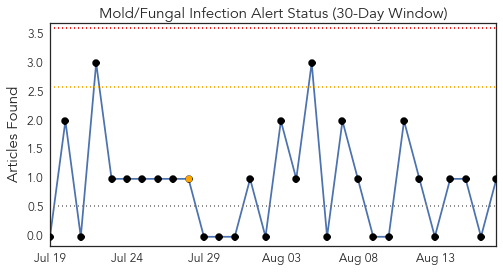 Mold/Fungal Infection Alert Status (30-Day Window)
Articles Found
3.5
3.0
2.5
2.0
1.5
1.0
0.5
0.0
Jul 19 Jul 24 Jul 29 Aug 03 Aug 08 Aug 13